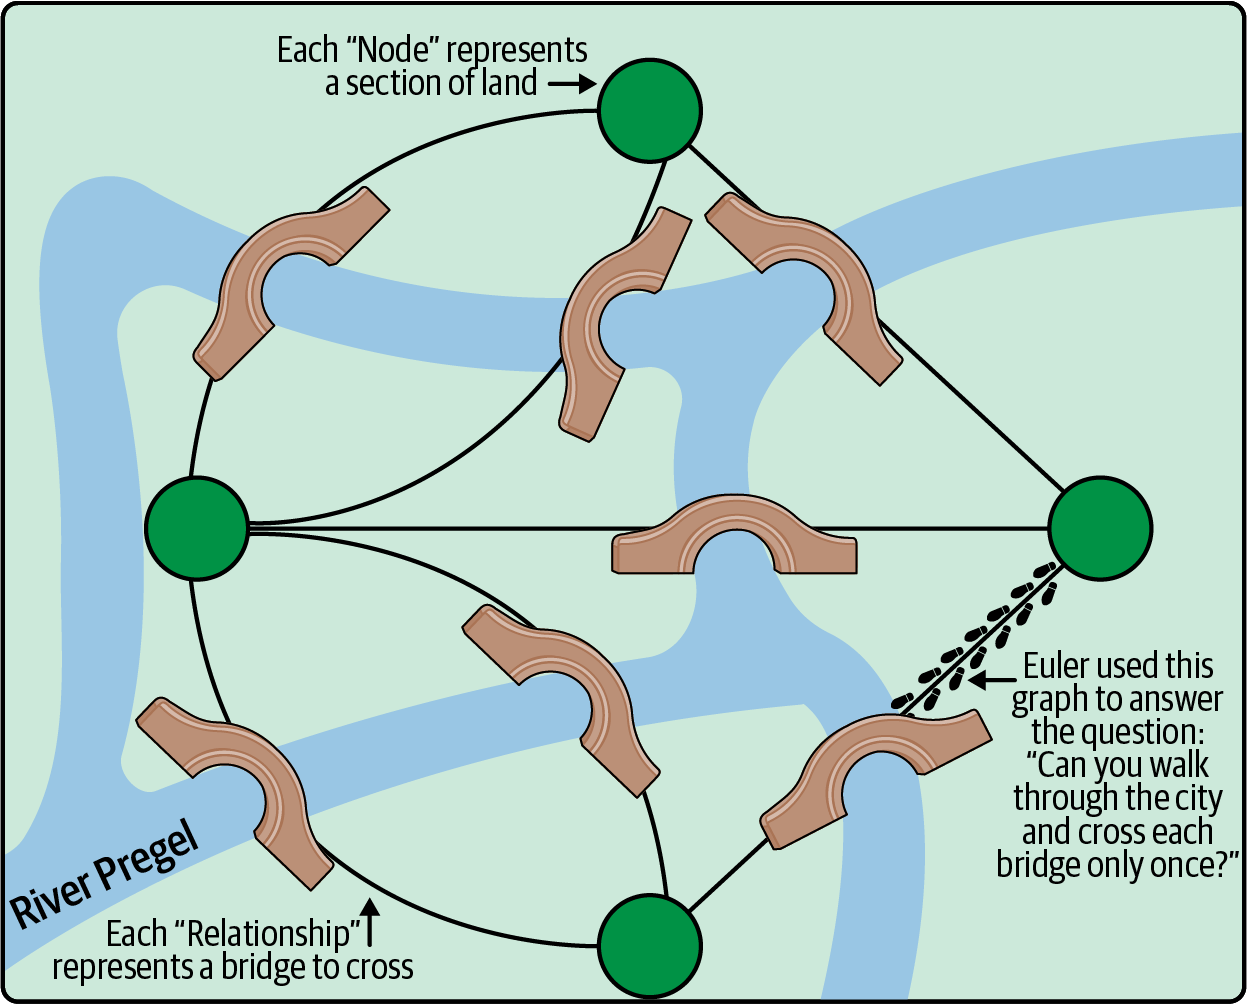 Each “Node” represents
a section of land
Euler used this
graph to answer
the question:
“Can you walk
through the city
and cross each
bridge only once?”
River Pregel
Each “Relationship”
represents a bridge to cross